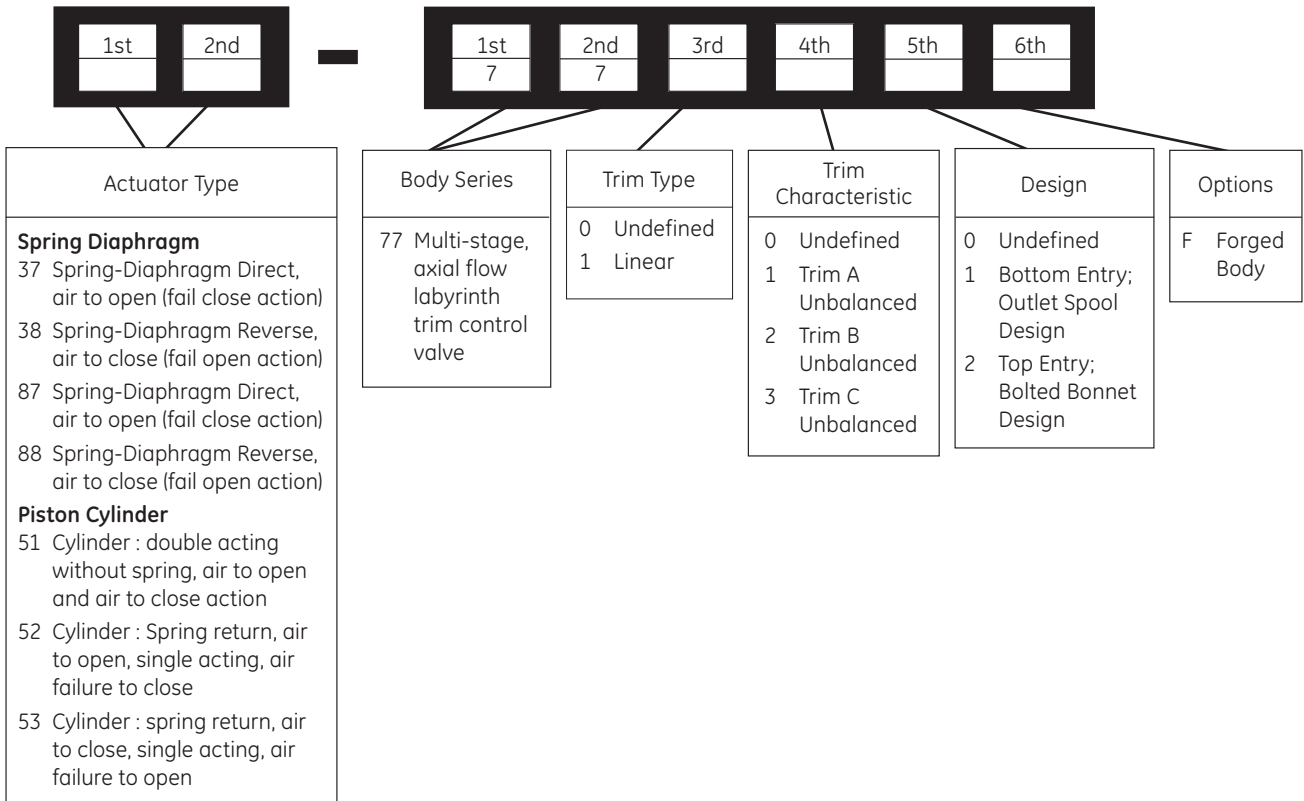 1st 2nd - 1st 2nd 3rd 4th 5th 6th
7 7
Actuator Type
Spring Diaphragm
37 Spring-Diaphragm Direct,
air to open (fail close action)
38 Spring-Diaphragm Reverse,
air to close (fail open action)
87 Spring-Diaphragm Direct,
air to open (fail close action)
88 Spring-Diaphragm Reverse,
air to close (fail open action)
Piston Cylinder
51 Cylinder : double acting
without spring, air to open
and air to close action
52 Cylinder : Spring return, air
to open, single acting, air
failure to close
53 Cylinder : spring return, air
to close, single acting, air
failure to open
Body Series
77 Multi-stage,
axial flow
labyrinth
trim control
valve
Trim Type
0 Undefined
1 Linear
Trim
Characteristic
0 Undefined
1 Trim A
Unbalanced
2 Trim B
Unbalanced
3 Trim C
Unbalanced
Design
0 Undefined
1 Bottom Entry;
Outlet Spool
Design
2 Top Entry;
Bolted Bonnet
Design
Options
F Forged
Body